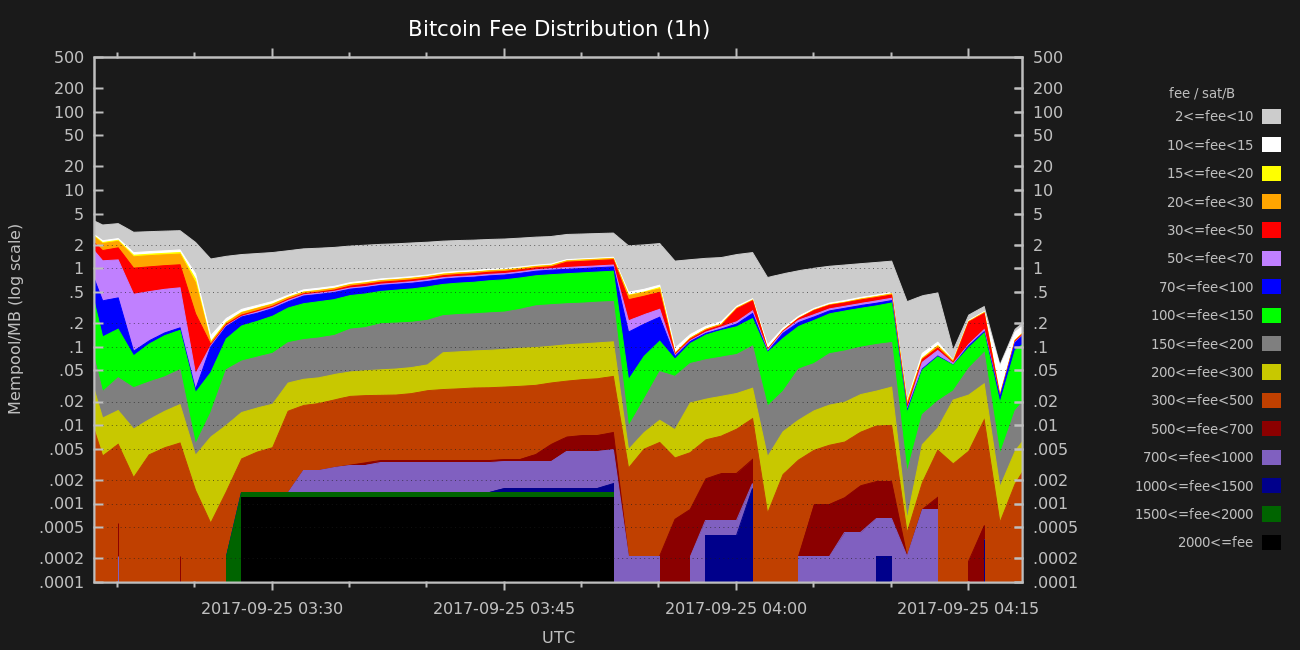 Bitcoin Fee Distribution (1h)
Mempool/MB (log scale)
500
200
100
50
20
10
5
2
1
.5
.2
.1
.05
.02
.01
.005
.002
.001
.0005
.0002
.0001
500
200
100
50
20
10
5
2
1
.5
.2
.1
.05
.02
.01
.005
.002
.001
.0005
.0002
.0001
2017-09-25 03:30 2017-09-25 03:45 2017-09-25 04:00 2017-09-25 04:15
UTC
fee / sat/B
2<=fee<10
10<=fee<15
15<=fee<20
20<=fee<30
30<=fee<50
50<=fee<70
70<=fee<100
100<=fee<150
150<=fee<200
200<=fee<300
300<=fee<500
500<=fee<700
700<=fee<1000
1000<=fee<1500
1500<=fee<2000
2000<=fee